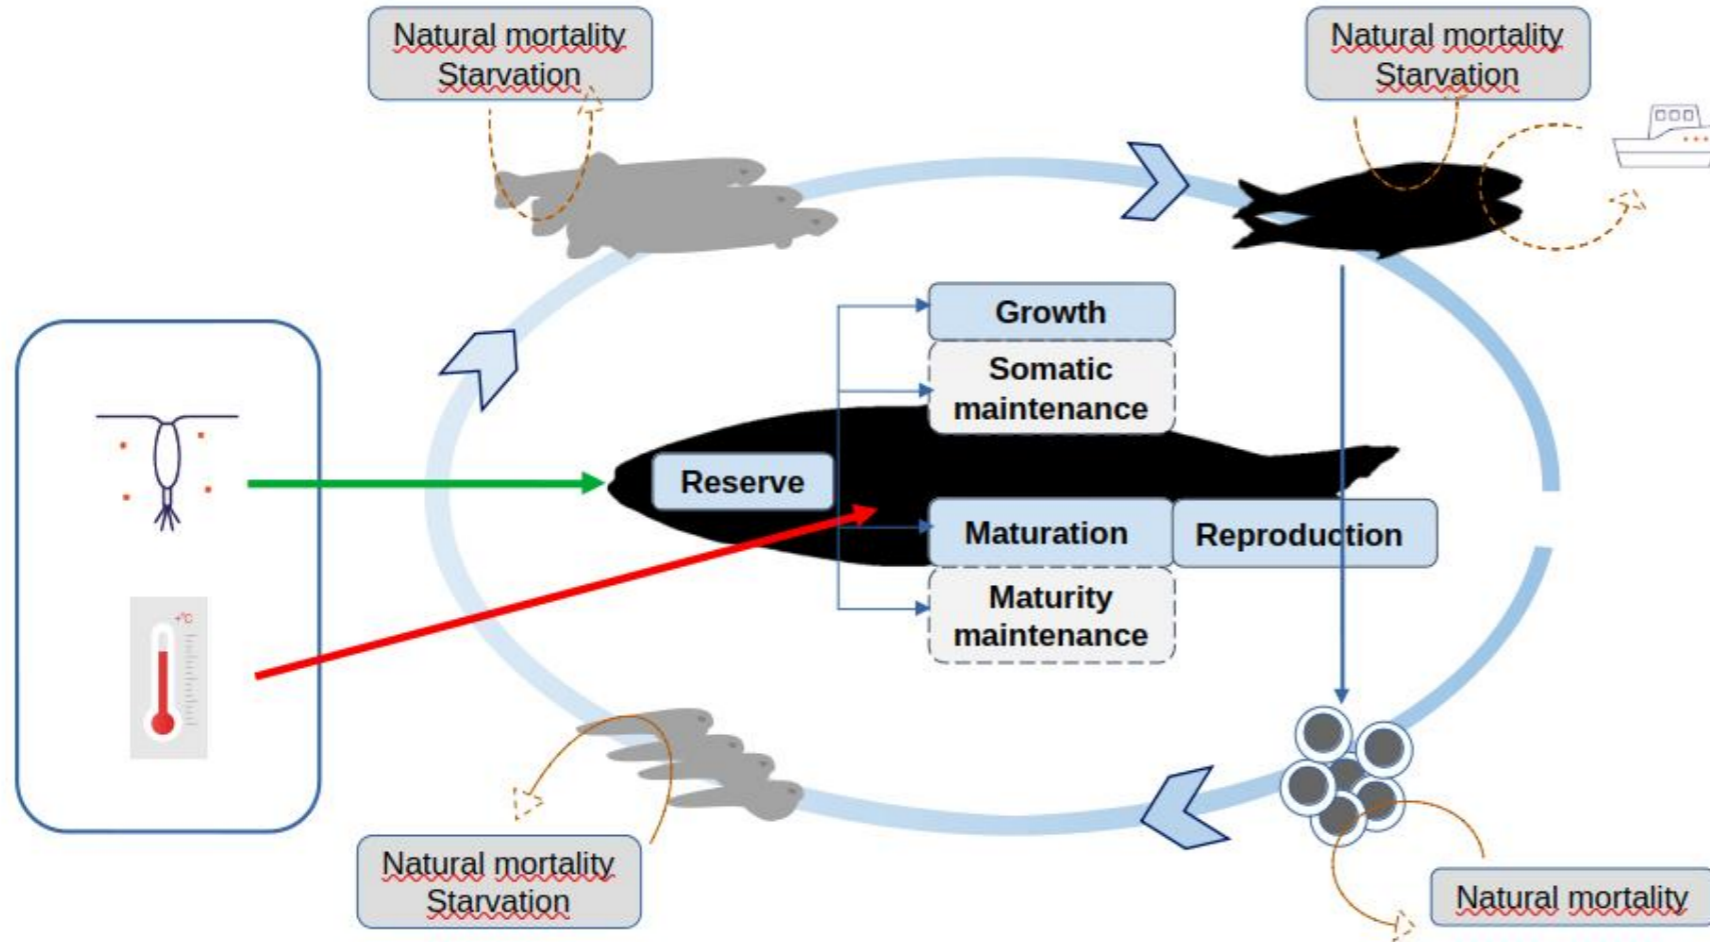 Natural mortality
Starvation
Natural mortality
Starvation
Growth
Somatic
maintenance
Reserve
Maturation
Reproduction
Maturity
maintenance
+°C
Natural mortality
Starvation
Natural mortality